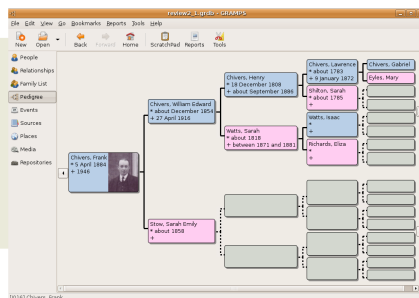 review2_1.grdb - GRAMPS
File Edit View Go Bookmarks Reports Tools Help
New Open Back Forward Home ScratchPad Reports Tools
People
Relationships
Family List
Pedigree
Events
Sources
Places
Media
Repositories
Chivers, Frank
* 5 April 1884
+ 1946
Chivers, William Edward
* about December 1854
+ 27 April 1916
Stow, Sarah Emily
* about 1858
+
Chivers, Henry
* 18 December 1808
+ about September 1886
Watts, Sarah
* about 1818
+ between 1871 and 1881
Chivers, Lawrence
* about 1783
+ 9 January 1872
Shilton, Sarah
* about 1785
+
Watts, Isaac
*
+
Richards, Eliza
*
+
Chivers, Gabriel
Eyles, Mary
[I0116] Chivers, Frank